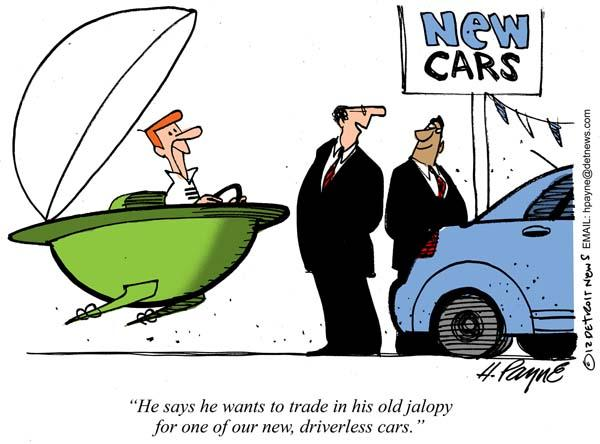 NEW
CARS
EMAIL: hpayne@detnews.com
©12 DETROIT NEWS
H. Payne
“He says he wants to trade in his old jalopy
for one of our new, driverless cars.”